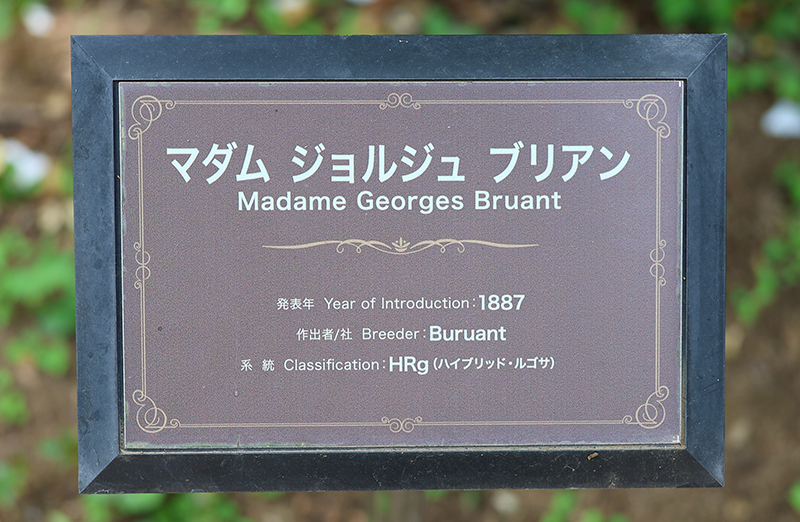 マダム ジョルジュ ブリアン
Madame Georges Bruant
発表年 Year of Introduction : 1887
作出者/社 Breeder : Buruant
系 統 Classification : HRg (ハイブリッド・ルゴサ)